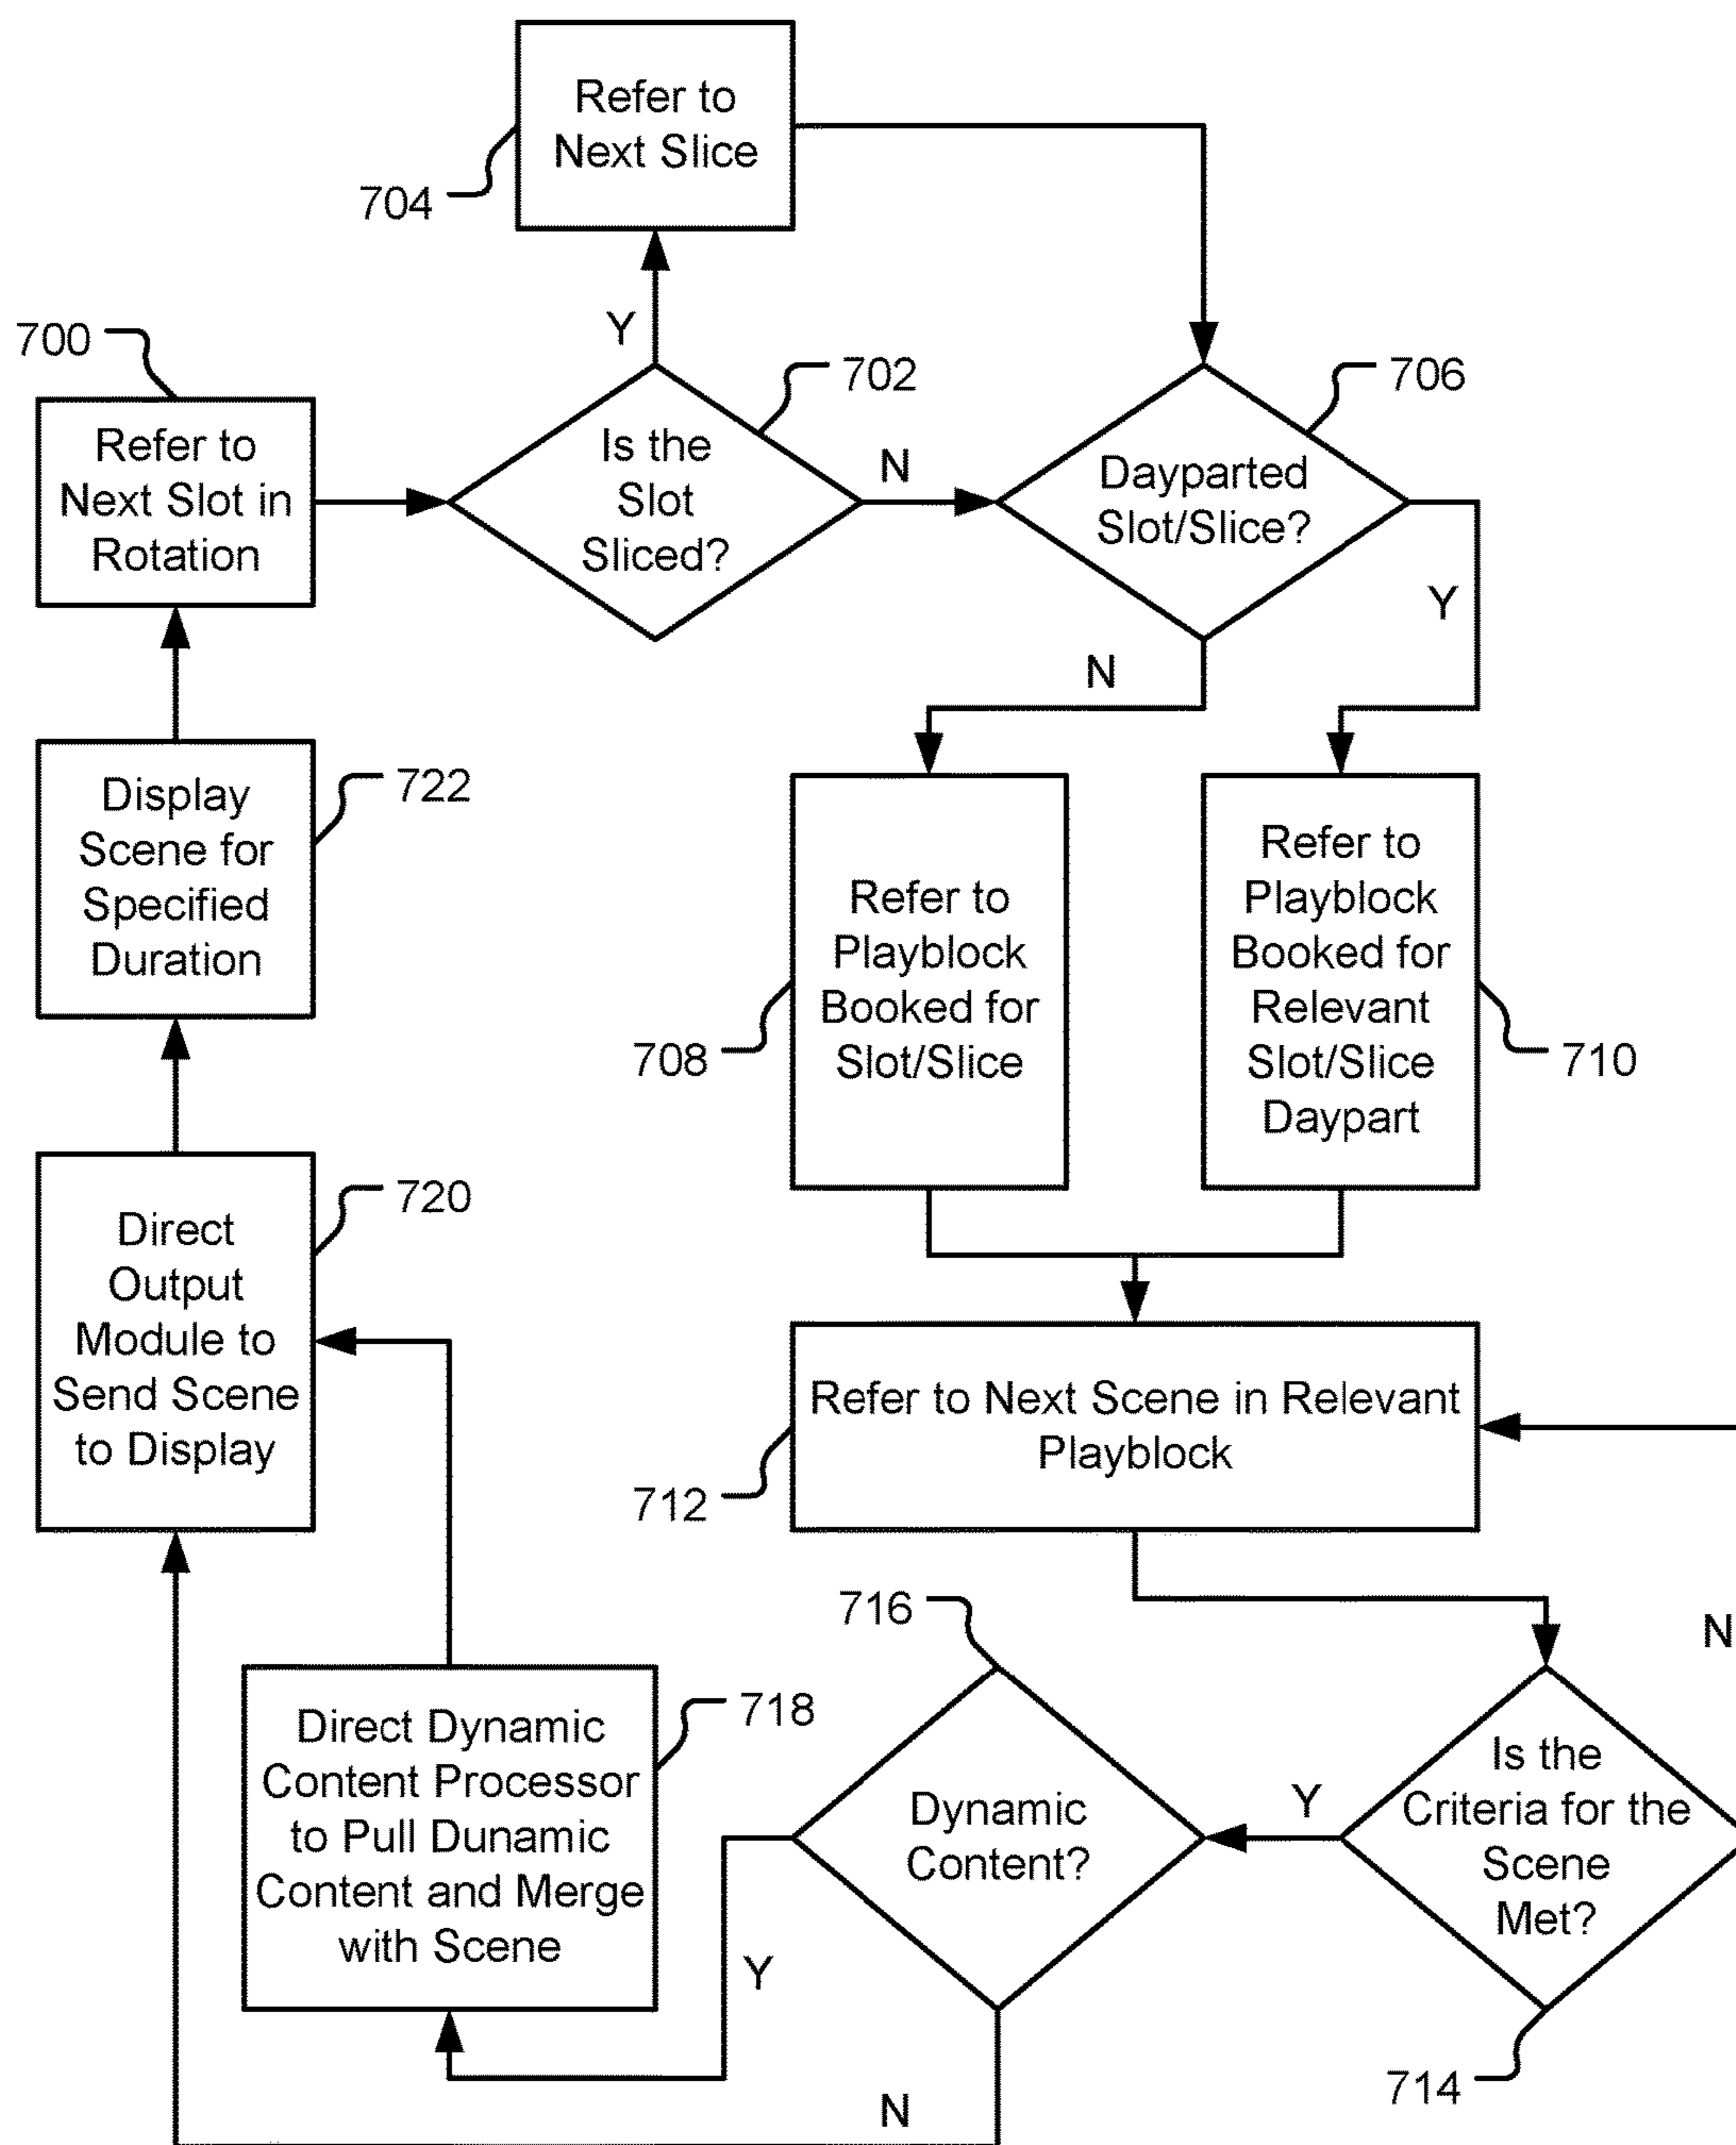 Refer to
Next Slice
704
700
Y
702
706
Refer to
Next Slot in
Rotation
Is the
Slot
Sliced?
N
Dayparted
Slot/Slice?
Y
N
Display
Scene for
Specified
Duration
722
Refer to
Playblock
Booked for
Slot/Slice
708
Refer to
Playblock
Booked for
Relevant
Slot/Slice
Daypart
710
Direct
Output
Module to
Send Scene
to Display
720
Refer to Next Scene in Relevant
Playblock
712
716
N
Direct Dynamic
Content Processor
to Pull Dunamic
Content and Merge
with Scene
718
Dynamic
Content?
Y
Is the
Criteria for the
Scene
Met?
Y
714
N